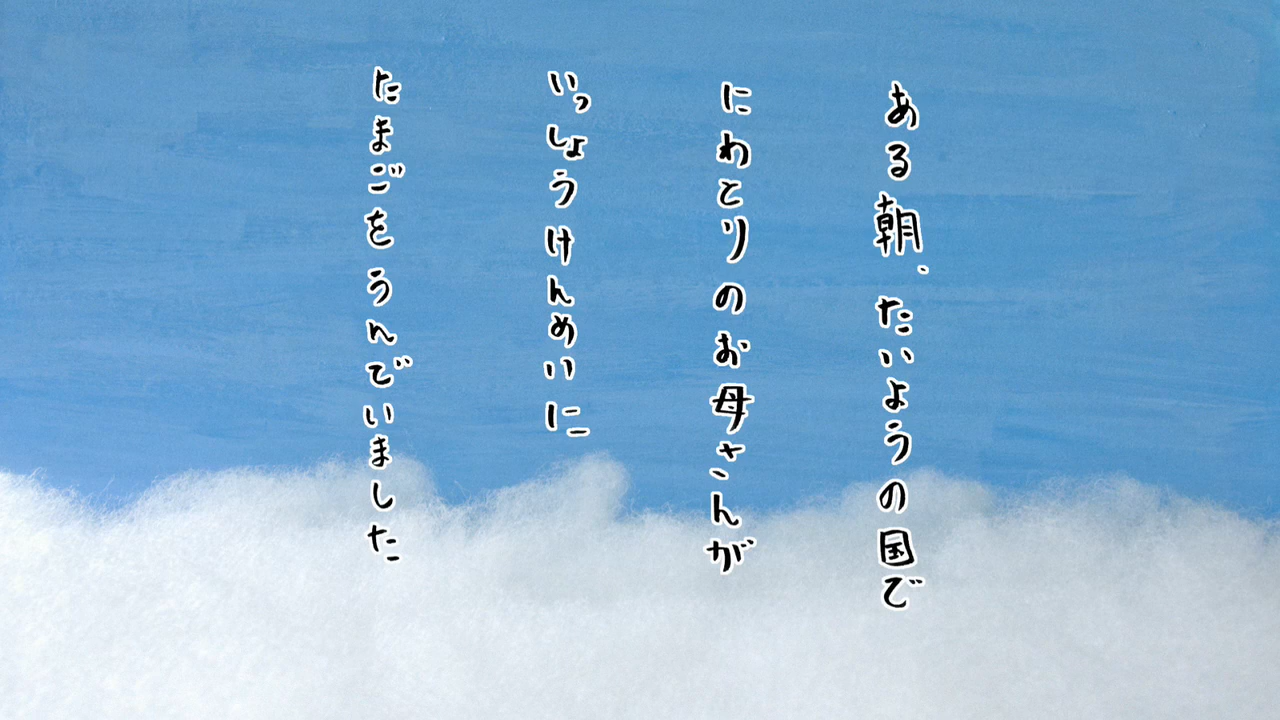 ある朝、たいようの国で
にわとりのお母さんが
いっしょうけんめいに
たまごをうんでいました